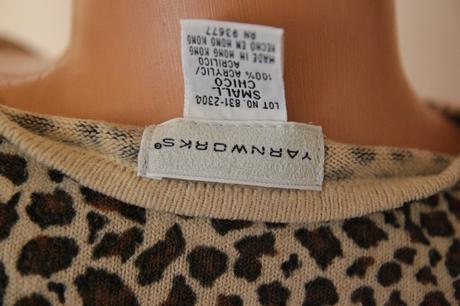 YARNWORKS®
LOT NO. 831-2304
SMALL
CHICO
100% ACRYLIC/
ACRILICO
MADE IN HONG KONG
HECHO EN HONG KONG
RN 93677